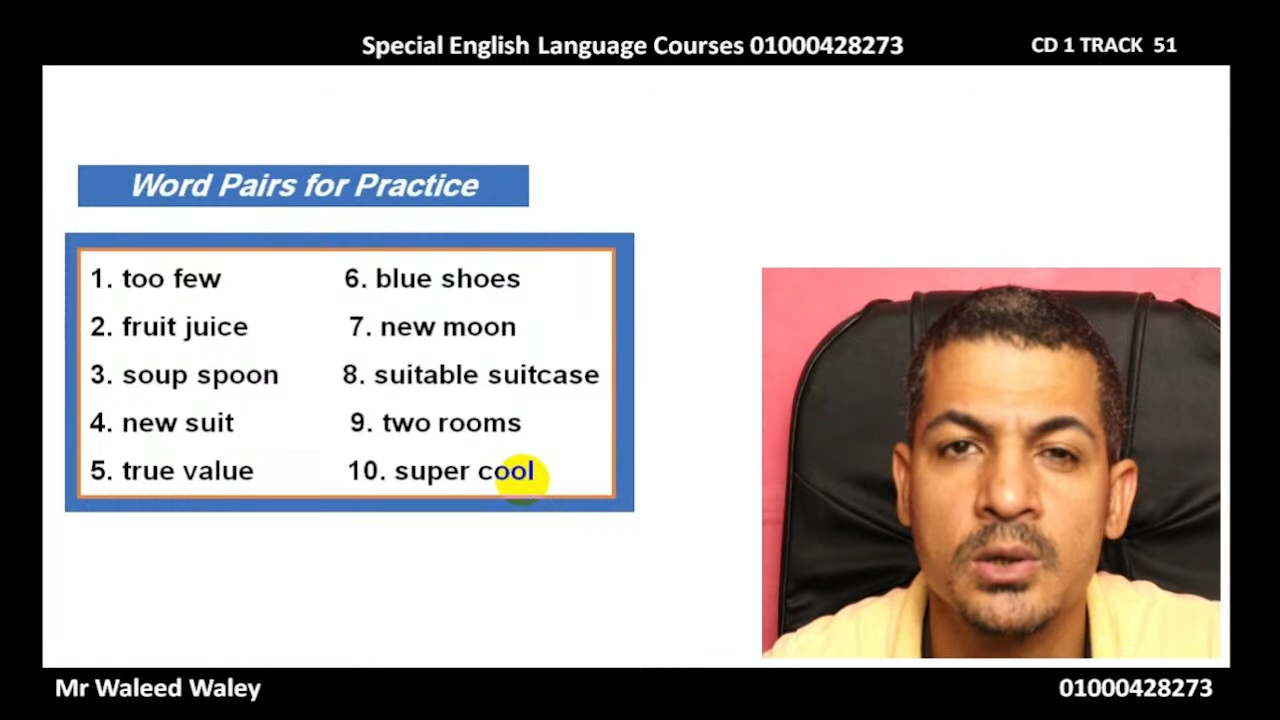 Special English Language Courses 01000428273
CD 1 TRACK 51
Word Pairs for Practice
1. too few
2. fruit juice
3. soup spoon
4. new suit
5. true value
6. blue shoes
7. new moon
8. suitable suitcase
9. two rooms
10. super cool
Mr Waleed Waley
01000428273